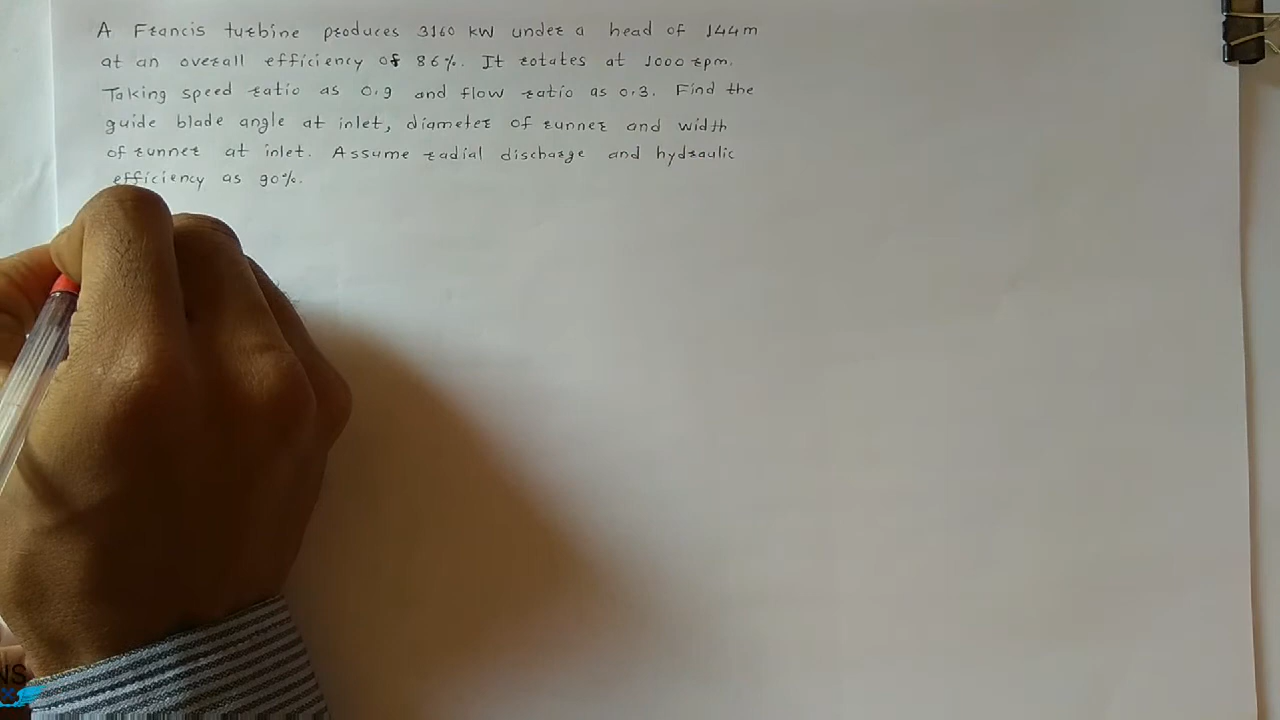 A Francis turbine produces 3160 kW under a head of 144m
at an overall efficiency of 86%. It rotates at 1000 rpm.
Taking speed ratio as 0.9 and flow ratio as 0.3. Find the
guide blade angle at inlet, diameter of runner and width
of runner at inlet. Assume radial discharge and hydraulic
efficiency as 90%.
NS